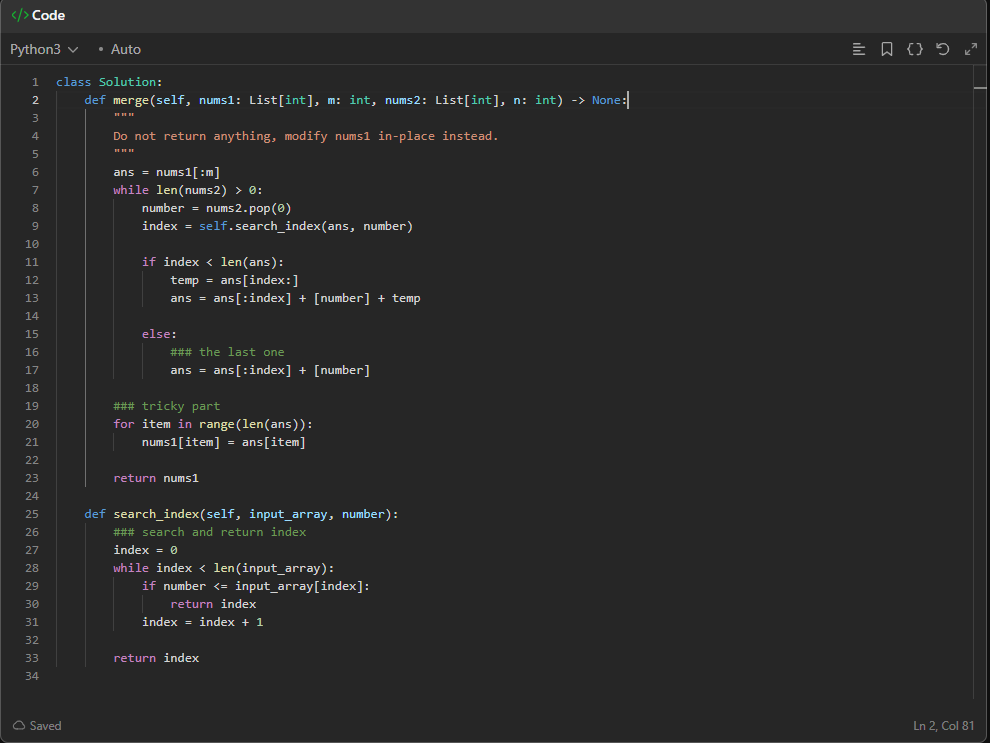 </> Code
Python3 • Auto
1 class Solution:
2     def merge(self, nums1: List[int], m: int, nums2: List[int], n: int) -> None:
3         """
4         Do not return anything, modify nums1 in-place instead.
5         """
6         ans = nums1[:m]
7         while len(nums2) > 0:
8             number = nums2.pop(0)
9             index = self.search_index(ans, number)
10
11             if index < len(ans):
12                 temp = ans[index:]
13                 ans = ans[:index] + [number] + temp
14
15             else:
16                 ### the last one
17                 ans = ans[:index] + [number]
18
19         ### tricky part
20         for item in range(len(ans)):
21             nums1[item] = ans[item]
22
23         return nums1
24
25     def search_index(self, input_array, number):
26         ### search and return index
27         index = 0
28         while index < len(input_array):
29             if number <= input_array[index]:
30                 return index
31             index = index + 1
32
33         return index
34
Saved Ln 2, Col 81